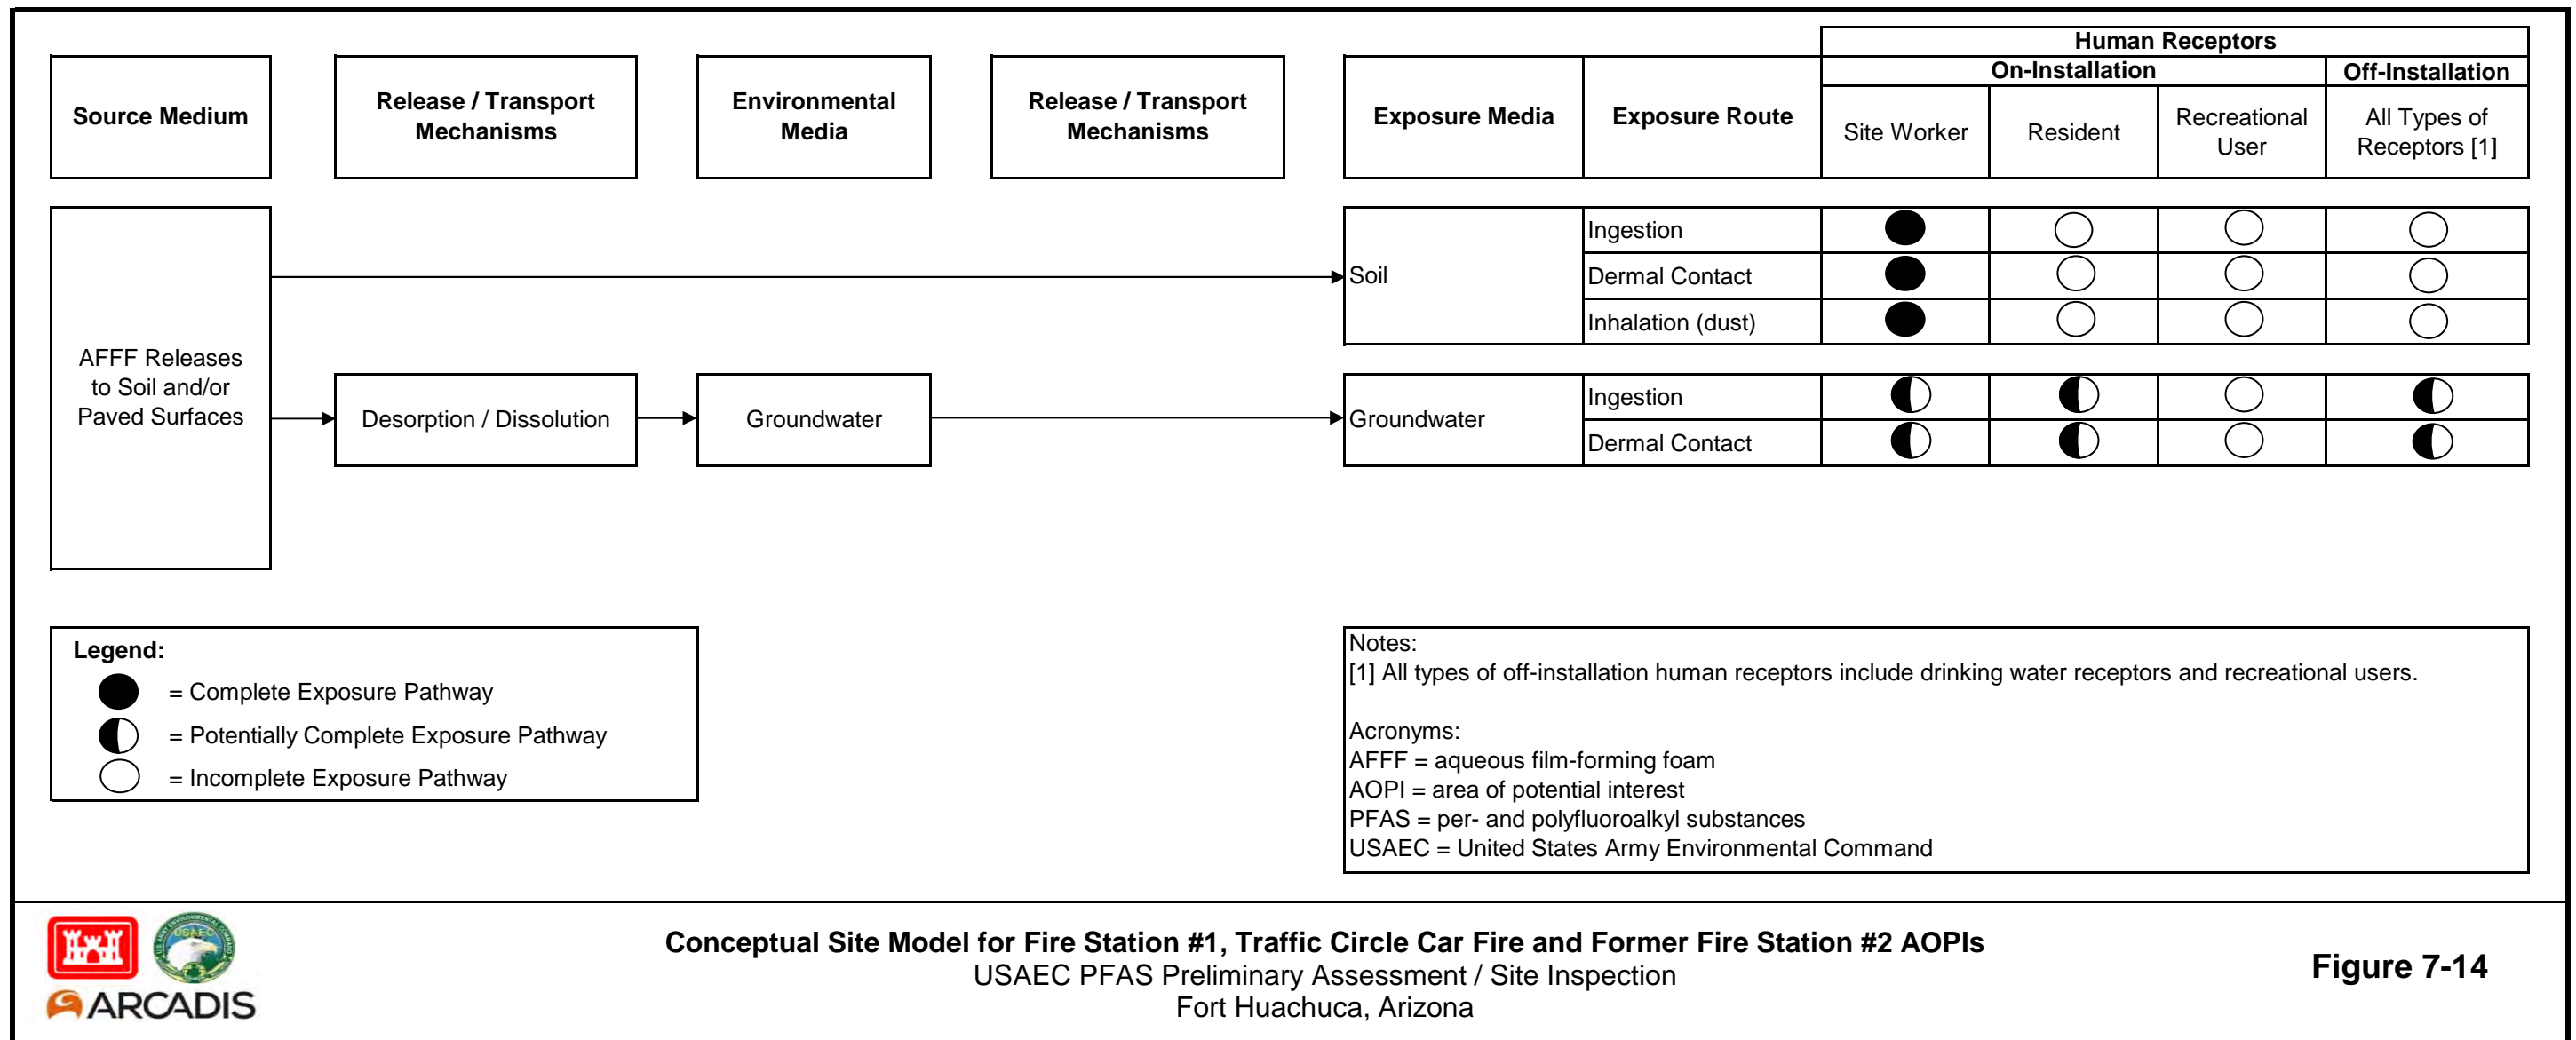 Human Receptors
On-Installation
Off-Installation
Source Medium
Release / Transport
Mechanisms
Environmental
Media
Release / Transport
Mechanisms
Exposure Media
Exposure Route
Site Worker
Resident
Recreational
User
All Types of
Receptors [1]
AFFF Releases
to Soil and/or
Paved Surfaces
Soil
Ingestion
Dermal Contact
Inhalation (dust)
Desorption / Dissolution
Groundwater
Groundwater
Ingestion
Dermal Contact
Legend:
= Complete Exposure Pathway
= Potentially Complete Exposure Pathway
= Incomplete Exposure Pathway
Notes:
[1] All types of off-installation human receptors include drinking water receptors and recreational users.
Acronyms:
AFFF = aqueous film-forming foam
AOPI = area of potential interest
PFAS = per- and polyfluoroalkyl substances
USAEC = United States Army Environmental Command
USAEC
ARCADIS
Conceptual Site Model for Fire Station #1, Traffic Circle Car Fire and Former Fire Station #2 AOPIs
USAEC PFAS Preliminary Assessment / Site Inspection
Fort Huachuca, Arizona
Figure 7-14